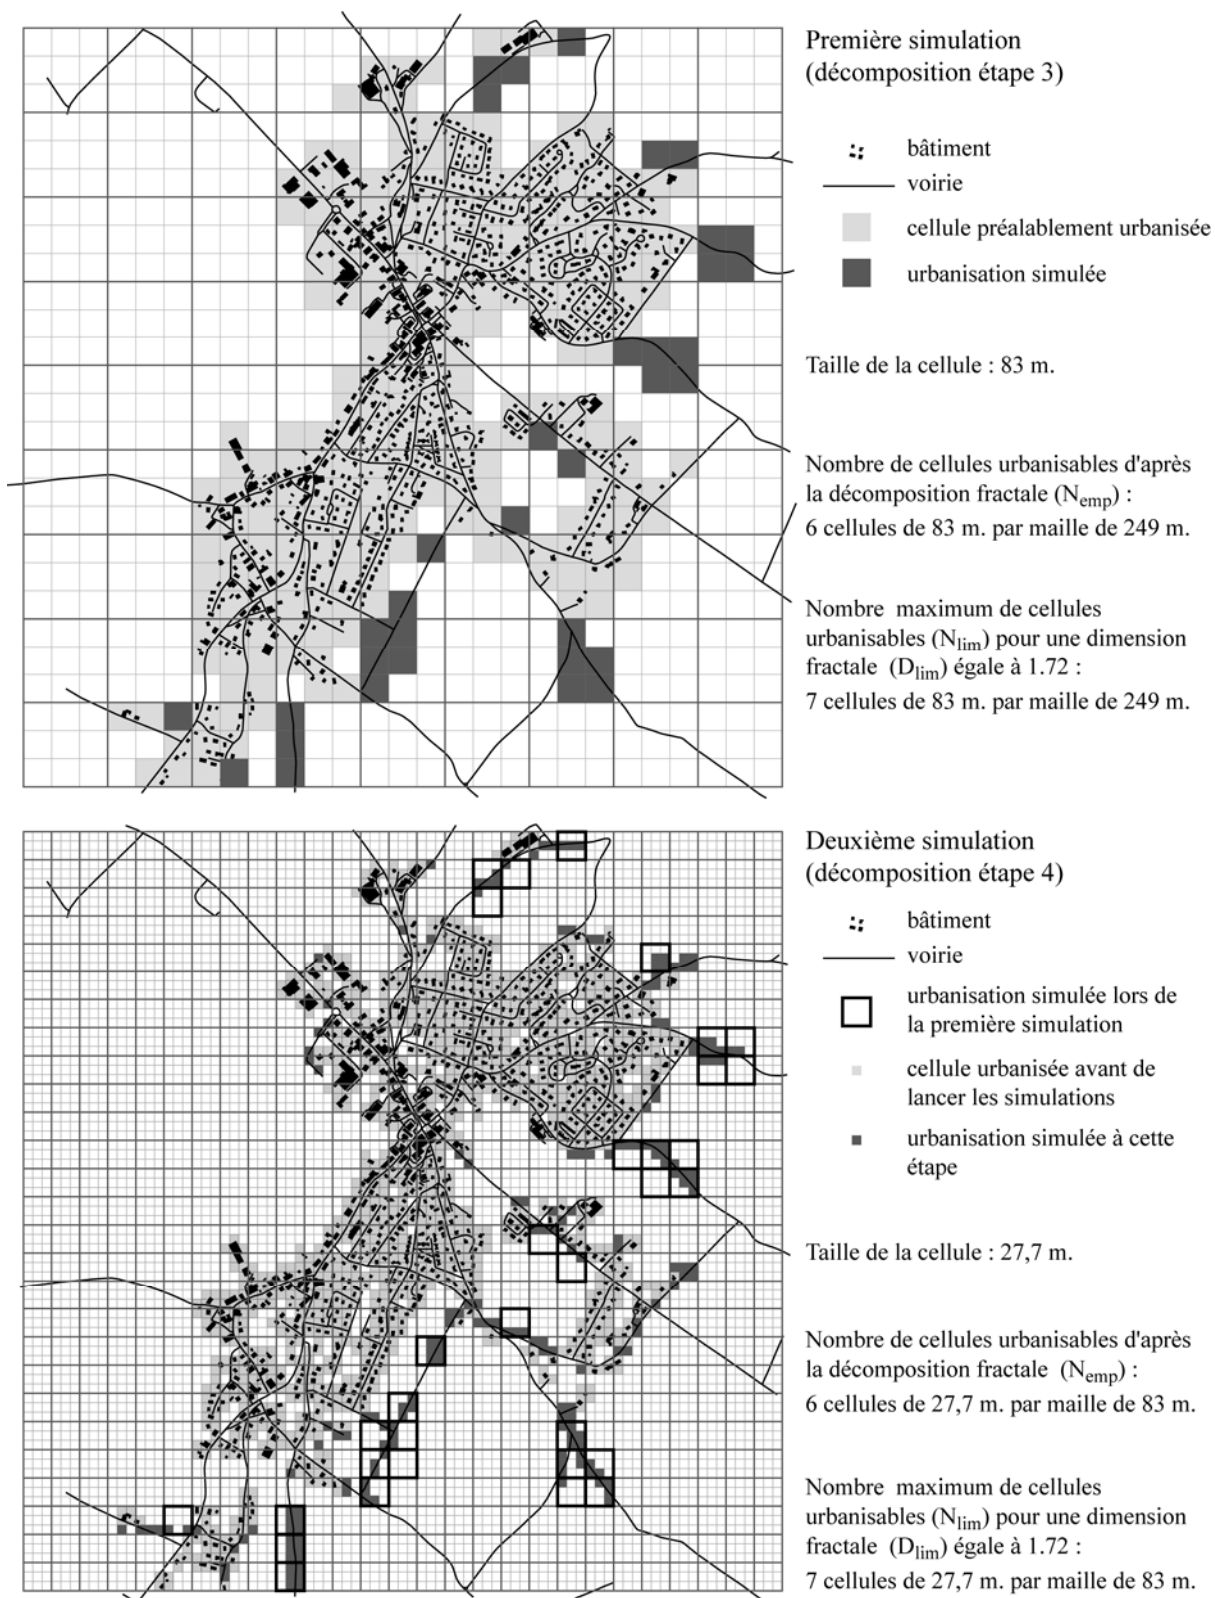 Première simulation
(décomposition étape 3)
bâtiment
voirie
cellule préalablement urbanisée
urbanisation simulée
Taille de la cellule : 83 m.
Nombre de cellules urbanisables d'après
la décomposition fractale (Nemp) :
6 cellules de 83 m. par maille de 249 m.
Nombre maximum de cellules
urbanisables (Nlim) pour une dimension
fractale (Dlim) égale à 1.72 :
7 cellules de 83 m. par maille de 249 m.
Deuxième simulation
(décomposition étape 4)
bâtiment
voirie
urbanisation simulée lors de
la première simulation
cellule urbanisée avant de
lancer les simulations
urbanisation simulée à cette
étape
Taille de la cellule : 27,7 m.
Nombre de cellules urbanisables d'après
la décomposition fractale (Nemp) :
6 cellules de 27,7 m. par maille de 83 m.
Nombre maximum de cellules
urbanisables (Nlim) pour une dimension
fractale (Dlim) égale à 1.72 :
7 cellules de 27,7 m. par maille de 83 m.